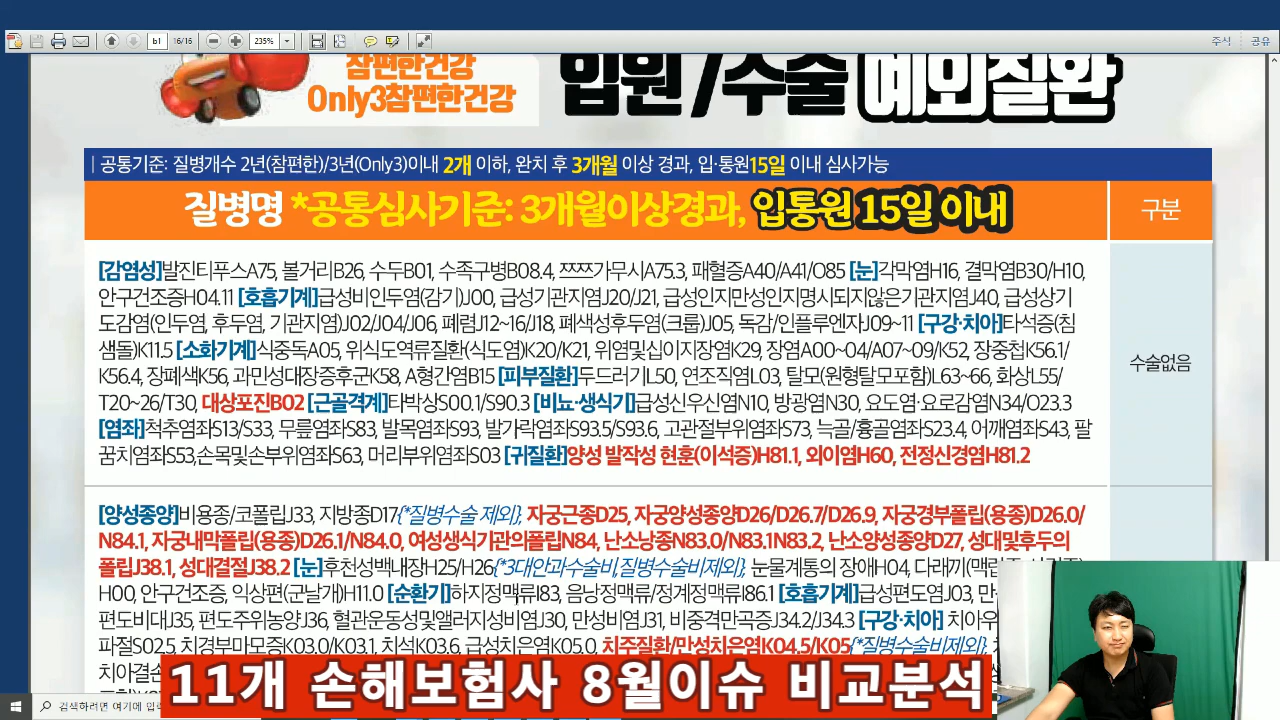 b1
16/16
235%
주석
공유
참편한건강
Only3참편한건강
입원/수술 예외질환
| 공통기준: 질병개수 2년(참편한)/3년(Only3)이내 2개 이하, 완치 후 3개월 이상 경과, 입·통원15일 이내 심사가능
질병명 *공통심사기준: 3개월이상경과, 입통원 15일 이내
구분
[감염성]발진티푸스A75, 볼거리B26, 수두B01, 수족구병B08.4, 쯔쯔가무시A75.3, 패혈증A40/A41/O85 [눈]각막염H16, 결막염B30/H10,
안구건조증H04.11 [호흡기계]급성비인두염(감기)J00, 급성기관지염J20/J21, 급성인지만성인지명시되지않은기관지염J40, 급성상기
도감염(인두염, 후두염, 기관지염)J02/J04/J06, 폐렴J12~16/J18, 폐색성후두염(크룹)J05, 독감/인플루엔자J09~11 [구강·치아]타석증(침
샘돌)K11.5 [소화기계]식중독A05, 위식도역류질환(식도염)K20/K21, 위염및십이지장염K29, 장염A00~04/A07~09/K52, 장중첩K56.1/
K56.4, 장폐색K56, 과민성대장증후군K58, A형간염B15 [피부질환]두드러기L50, 연조직염L03, 탈모(원형탈모포함)L63~66, 화상L55/
T20~26/T30, 대상포진B02 [근골격계]타박상S00.1/S90.3 [비뇨·생식기]급성신우신염N10, 방광염N30, 요도염·요로감염N34/O23.3
[염좌]척추염좌S13/S33, 무릎염좌S83, 발목염좌S93, 발가락염좌S93.5/S93.6, 고관절부위염좌S73, 늑골/흉골염좌S23.4, 어깨염좌S43, 팔
꿈치염좌S53,손목및손부위염좌S63, 머리부위염좌S03 [귀질환]양성 발작성 현훈(이석증)H81.1, 외이염H60, 전정신경염H81.2
수술없음
[양성종양]비용종/코폴립J33, 지방종D17{*질병수술 제외}, 자궁근종D25, 자궁양성종양D26/D26.7/D26.9, 자궁경부폴립(용종)D26.0/
N84.1, 자궁내막폴립(용종)D26.1/N84.0, 여성생식기관의폴립N84, 난소낭종N83.0/N83.1N83.2, 난소양성종양D27, 성대및후두의
폴립J38.1, 성대결절J38.2 [눈]후천성백내장H25/H26{*3대안과수술비,질병수술비제외}, 눈물계통의 장애H04, 다래끼
H00, 안구건조증, 익상편(군날개)H11.0 [순환기]하지정맥류I83, 음낭정맥류/정계정맥류I86.1 [호흡기계]급성편도염J03, 만
편도비대J35, 편도주위농양J36, 혈관운동성및앨러지성비염J30, 만성비염J31, 비중격만곡증J34.2/J34.3 [구강·치아] 치아우
파절S02.5, 치경부마모증K03.0/K03.1, 치석K03.6, 급성치은염K05.0, 치주질환/만성치은염K04.5/K05{*질병수술비제외}
치아결손
11개 손해보험사 8월이슈 비교분석
검색하려면 여기에 입력